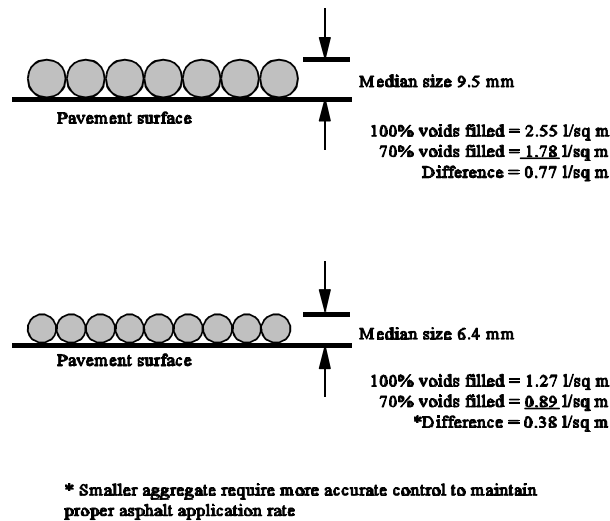 Median size 9.5 mm
Pavement surface
100% voids filled = 2.55 l/sq m
70% voids filled = 1.78 l/sq m
Difference = 0.77 l/sq m
Median size 6.4 mm
Pavement surface
100% voids filled = 1.27 l/sq m
70% voids filled = 0.89 l/sq m
*Difference = 0.38 l/sq m
* Smaller aggregate require more accurate control to maintain
proper asphalt application rate